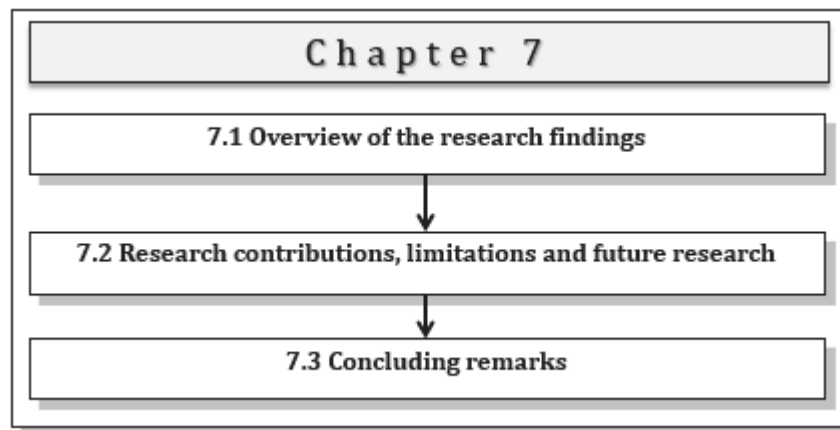 Chapter 7
7.1 Overview of the research findings
7.2 Research contributions, limitations and future research
7.3 Concluding remarks